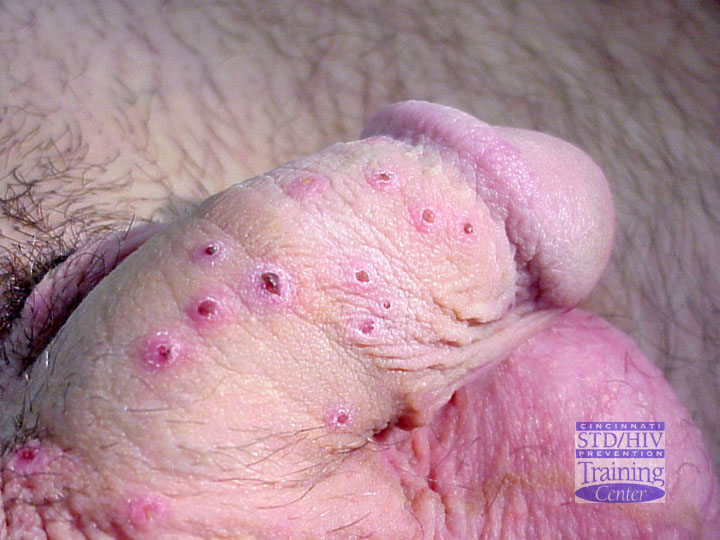 CINCINNATI
STD/HIV
PREVENTION
Training
Center